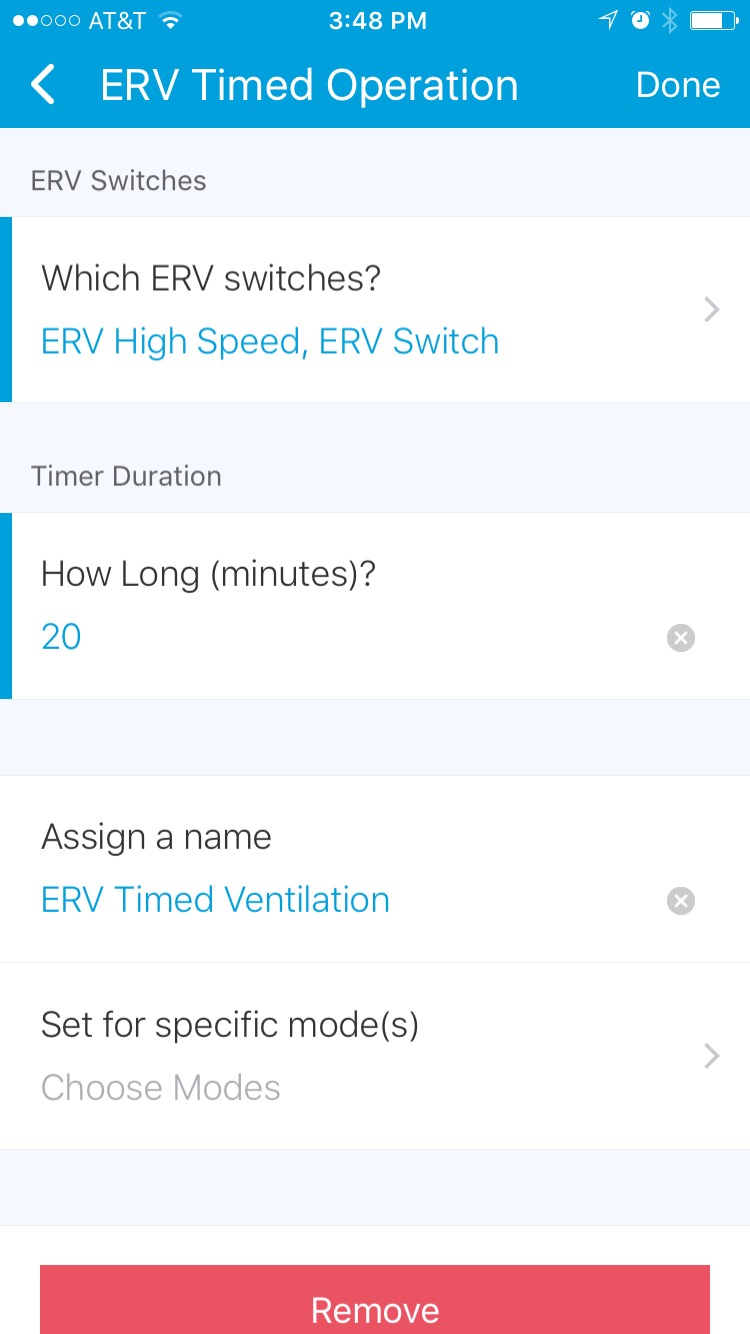 AT&T 3:48 PM
ERV Timed Operation Done
ERV Switches
Which ERV switches?
ERV High Speed, ERV Switch
Timer Duration
How Long (minutes)?
20
Assign a name
ERV Timed Ventilation
Set for specific mode(s)
Choose Modes
Remove